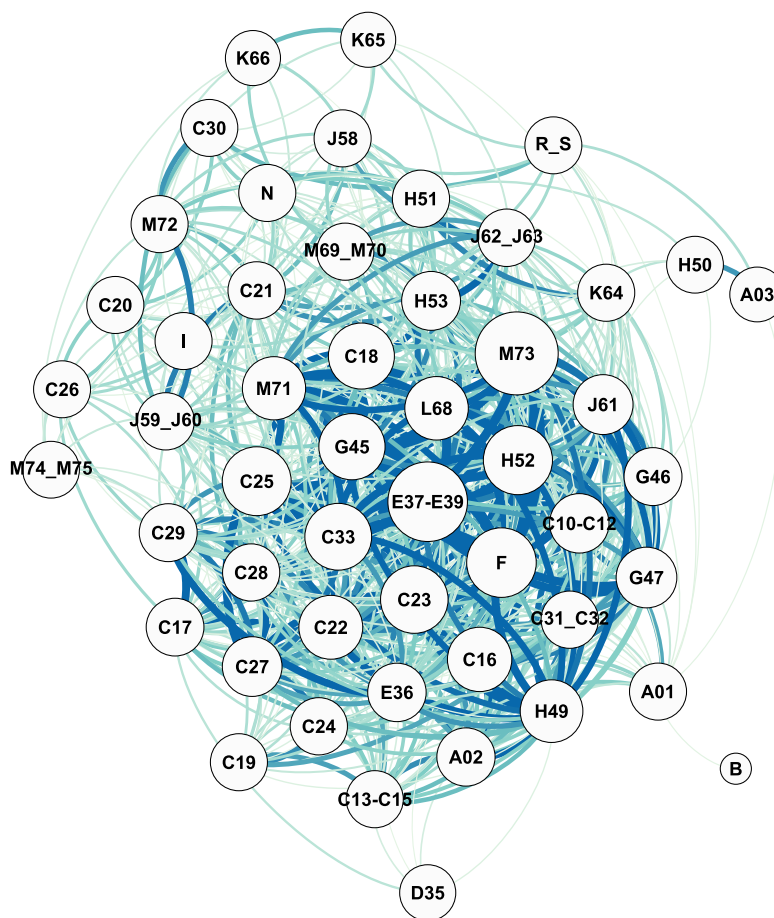 K65
K66
C30
J58
R_S
N
H51
M72
J62_J63
M69_M70
H50
C21
K64
A03
H53
C20
I
C18
M73
M71
C26
J61
L68
J59_J60
G45
H52
M74_M75
G46
C25
E37-E39
C10-C12
C29
C33
F
C28
G47
C23
C31_C32
C17
C22
C16
C27
E36
A01
H49
C24
A02
C19
B
C13-C15
D35